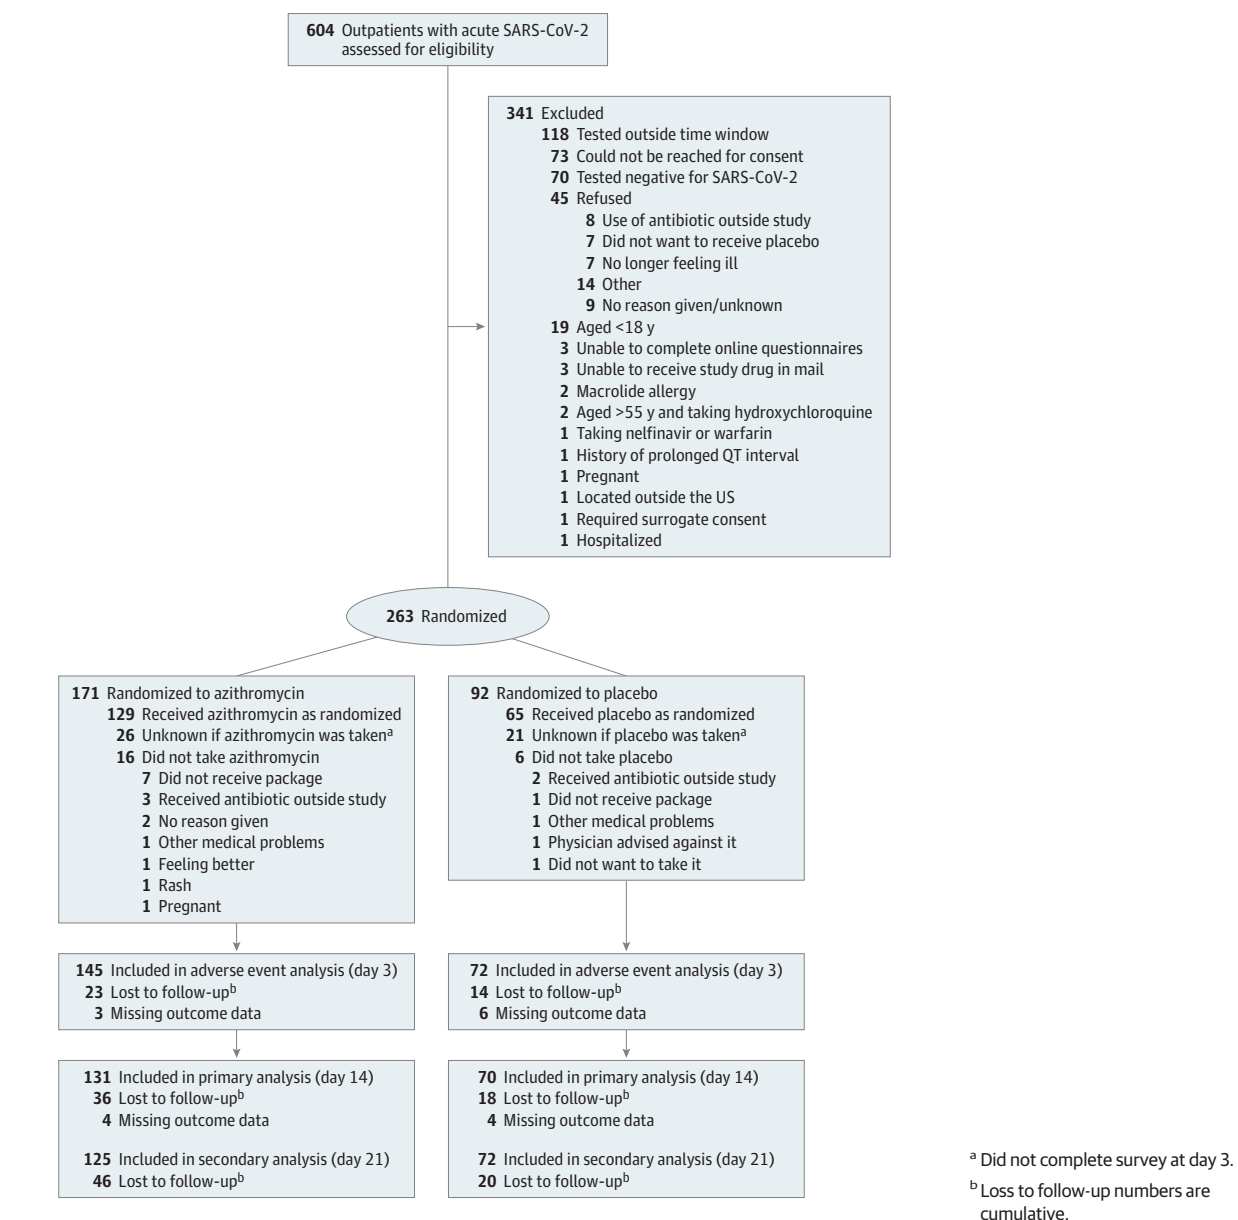 604 Outpatients with acute SARS-CoV-2
assessed for eligibility
341 Excluded
118 Tested outside time window
73 Could not be reached for consent
70 Tested negative for SARS-CoV-2
45 Refused
8 Use of antibiotic outside study
7 Did not want to receive placebo
7 No longer feeling ill
14 Other
9 No reason given/unknown
19 Aged <18 y
3 Unable to complete online questionnaires
3 Unable to receive study drug in mail
2 Macrolide allergy
2 Aged >55 y and taking hydroxychloroquine
1 Taking nelfinavir or warfarin
1 History of prolonged QT interval
1 Pregnant
1 Located outside the US
1 Required surrogate consent
1 Hospitalized
263 Randomized
171 Randomized to azithromycin
129 Received azithromycin as randomized
26 Unknown if azithromycin was taken^a
16 Did not take azithromycin
7 Did not receive package
3 Received antibiotic outside study
2 No reason given
1 Other medical problems
1 Feeling better
1 Rash
1 Pregnant
92 Randomized to placebo
65 Received placebo as randomized
21 Unknown if placebo was taken^a
6 Did not take placebo
2 Received antibiotic outside study
1 Did not receive package
1 Other medical problems
1 Physician advised against it
1 Did not want to take it
145 Included in adverse event analysis (day 3)
23 Lost to follow-up^b
3 Missing outcome data
72 Included in adverse event analysis (day 3)
14 Lost to follow-up^b
6 Missing outcome data
131 Included in primary analysis (day 14)
36 Lost to follow-up^b
4 Missing outcome data
125 Included in secondary analysis (day 21)
46 Lost to follow-up^b
70 Included in primary analysis (day 14)
18 Lost to follow-up^b
4 Missing outcome data
72 Included in secondary analysis (day 21)
20 Lost to follow-up^b
^a Did not complete survey at day 3.
^b Loss to follow-up numbers are
cumulative.